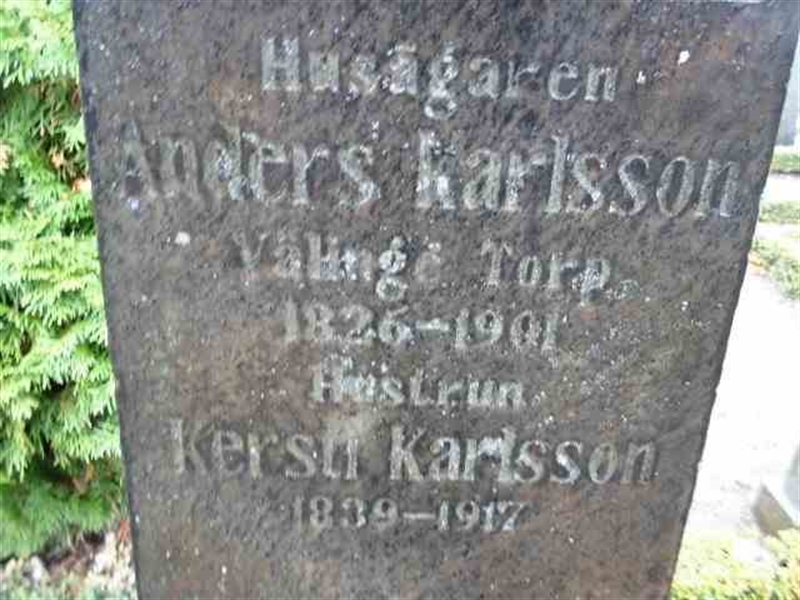 Husägaren
Anders Karlsson
Välinge Torp.
1826-1901
Hustrun
Kersti Karlsson
1839-1917